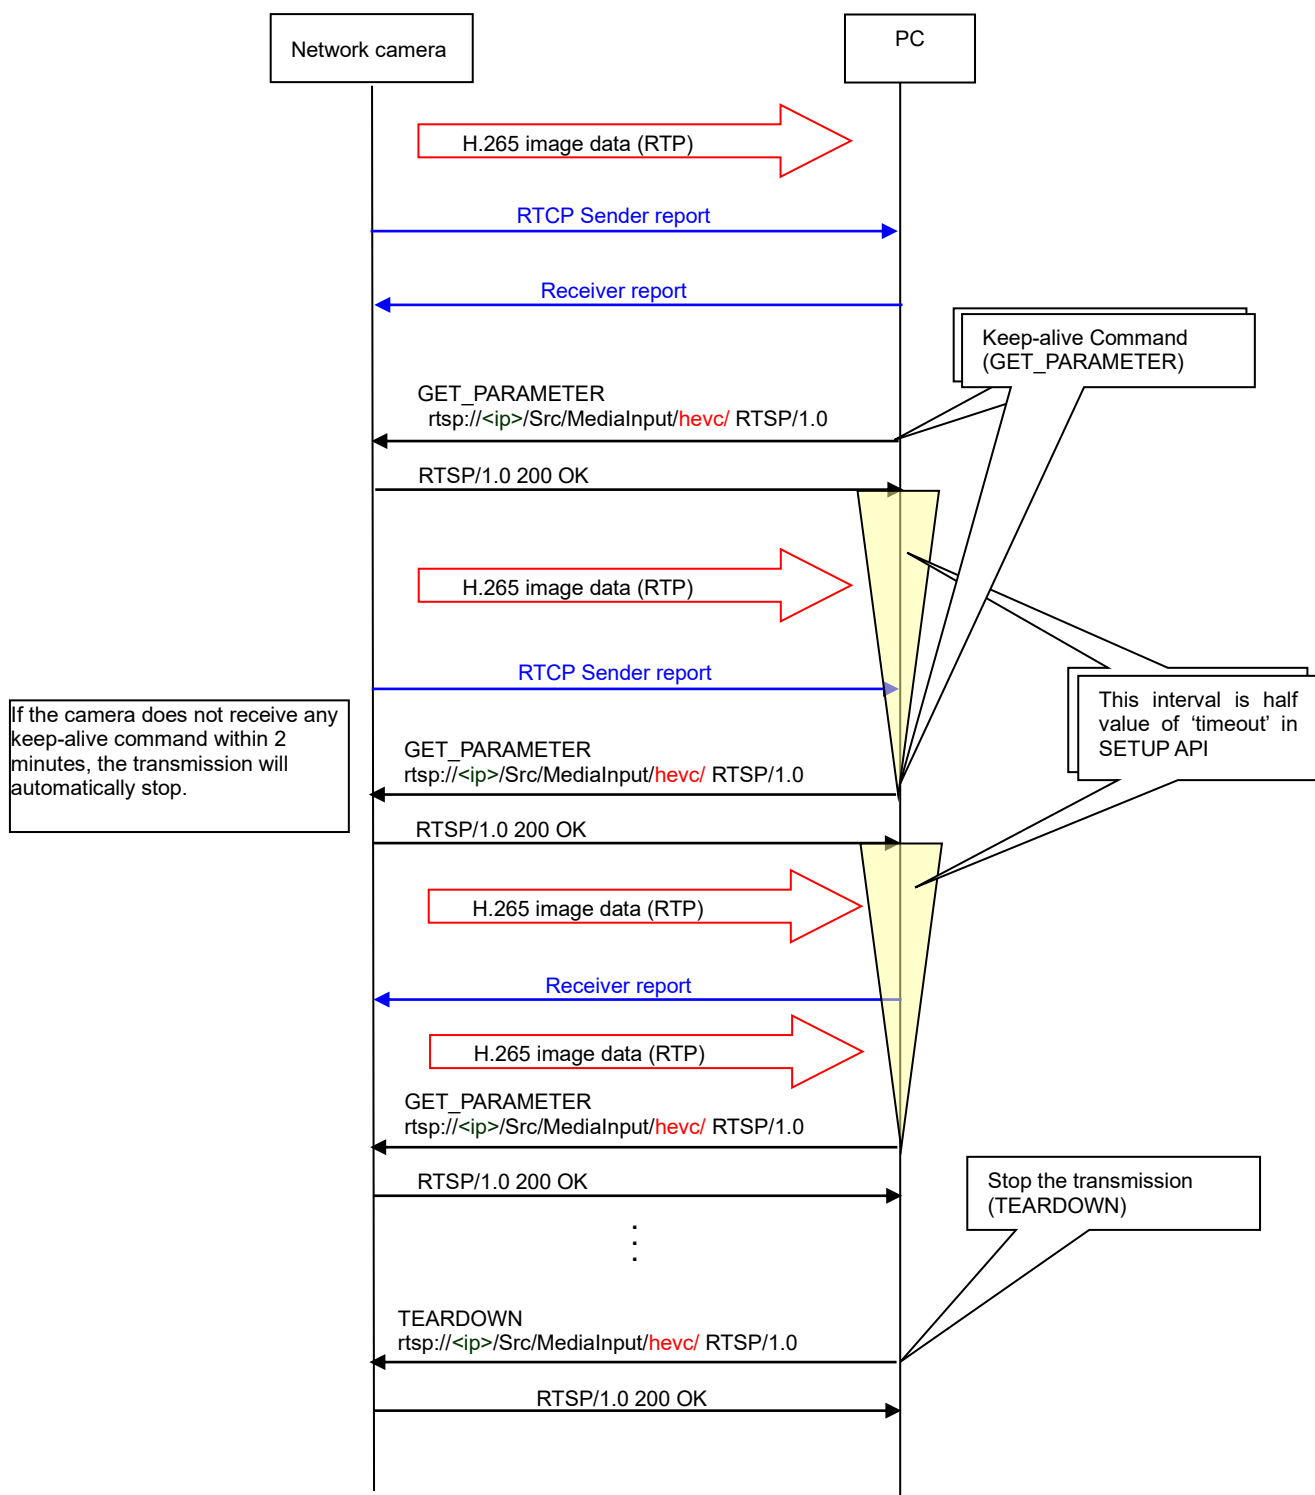 Network camera
PC
H.265 image data (RTP)
RTCP Sender report
Receiver report
Keep-alive Command
(GET_PARAMETER)
GET_PARAMETER
rtsp://<ip>/Src/MediaInput/hevc/ RTSP/1.0
RTSP/1.0 200 OK
H.265 image data (RTP)
RTCP Sender report
This interval is half
value of ‘timeout’ in
SETUP API
If the camera does not receive any
keep-alive command within 2
minutes, the transmission will
automatically stop.
GET_PARAMETER
rtsp://<ip>/Src/MediaInput/hevc/ RTSP/1.0
RTSP/1.0 200 OK
H.265 image data (RTP)
Receiver report
H.265 image data (RTP)
GET_PARAMETER
rtsp://<ip>/Src/MediaInput/hevc/ RTSP/1.0
RTSP/1.0 200 OK
Stop the transmission
(TEARDOWN)
TEARDOWN
rtsp://<ip>/Src/MediaInput/hevc/ RTSP/1.0
RTSP/1.0 200 OK